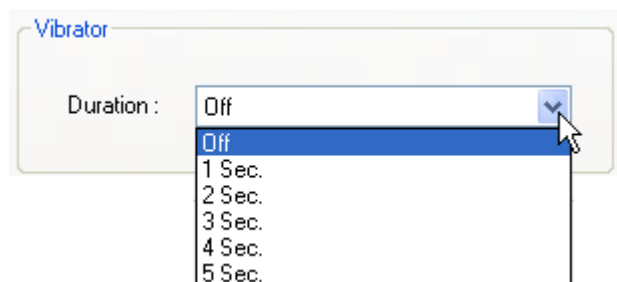 Vibrator
Duration : Off
Off
1 Sec.
2 Sec.
3 Sec.
4 Sec.
5 Sec.